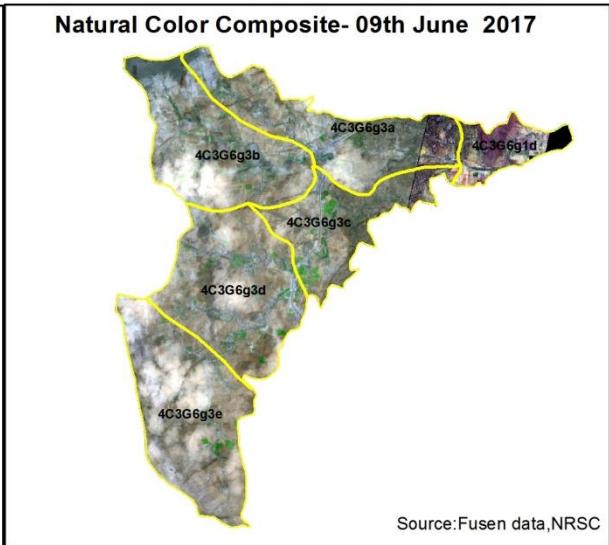 Natural Color Composite- 09th June  2017
4C3G6g3a
4C3G6g1d
4C3G6g3b
4C3G6g3c
4C3G6g3d
4C3G6g3e
Source:Fusen data,NRSC